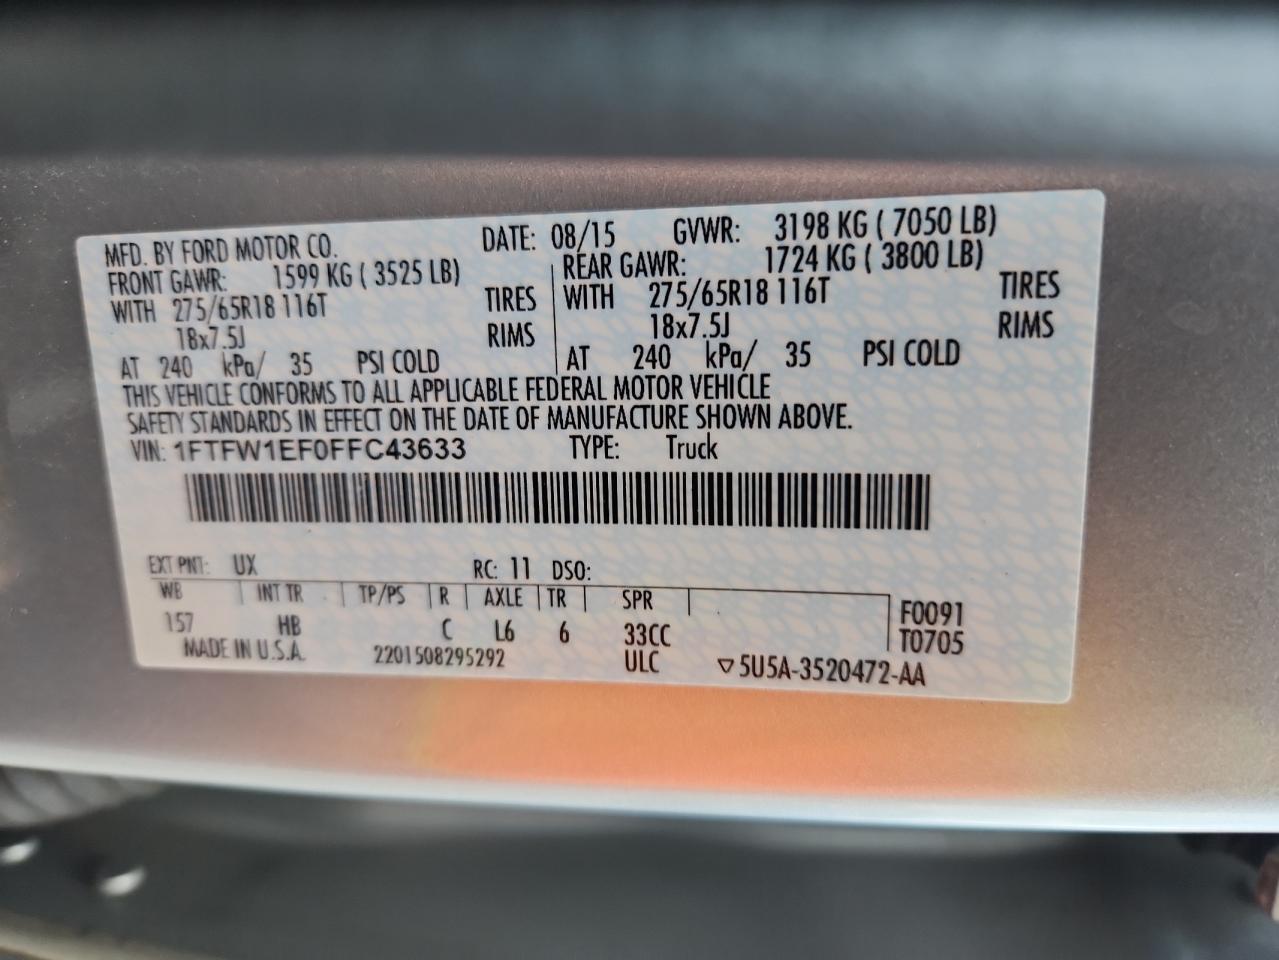 MFD. BY FORD MOTOR CO. DATE: 08/15 GVWR: 3198 KG ( 7050 LB)
FRONT GAWR: 1599 KG ( 3525 LB) REAR GAWR: 1724 KG ( 3800 LB)
WITH 275/65R18 116T TIRES WITH 275/65R18 116T TIRES
18x7.5J RIMS 18x7.5J RIMS
AT 240 kPa/ 35 PSI COLD AT 240 kPa/ 35 PSI COLD
THIS VEHICLE CONFORMS TO ALL APPLICABLE FEDERAL MOTOR VEHICLE
SAFETY STANDARDS IN EFFECT ON THE DATE OF MANUFACTURE SHOWN ABOVE.
VIN: 1FTFW1EF0FFC43633 TYPE: Truck
EXT PNT: UX RC: 11 DSO:
WB INT TR TP/PS R AXLE TR SPR F0091
157 HB C L6 6 33CC T0705
MADE IN U.S.A. 2201508295292 ULC ▽5U5A-3520472-AA